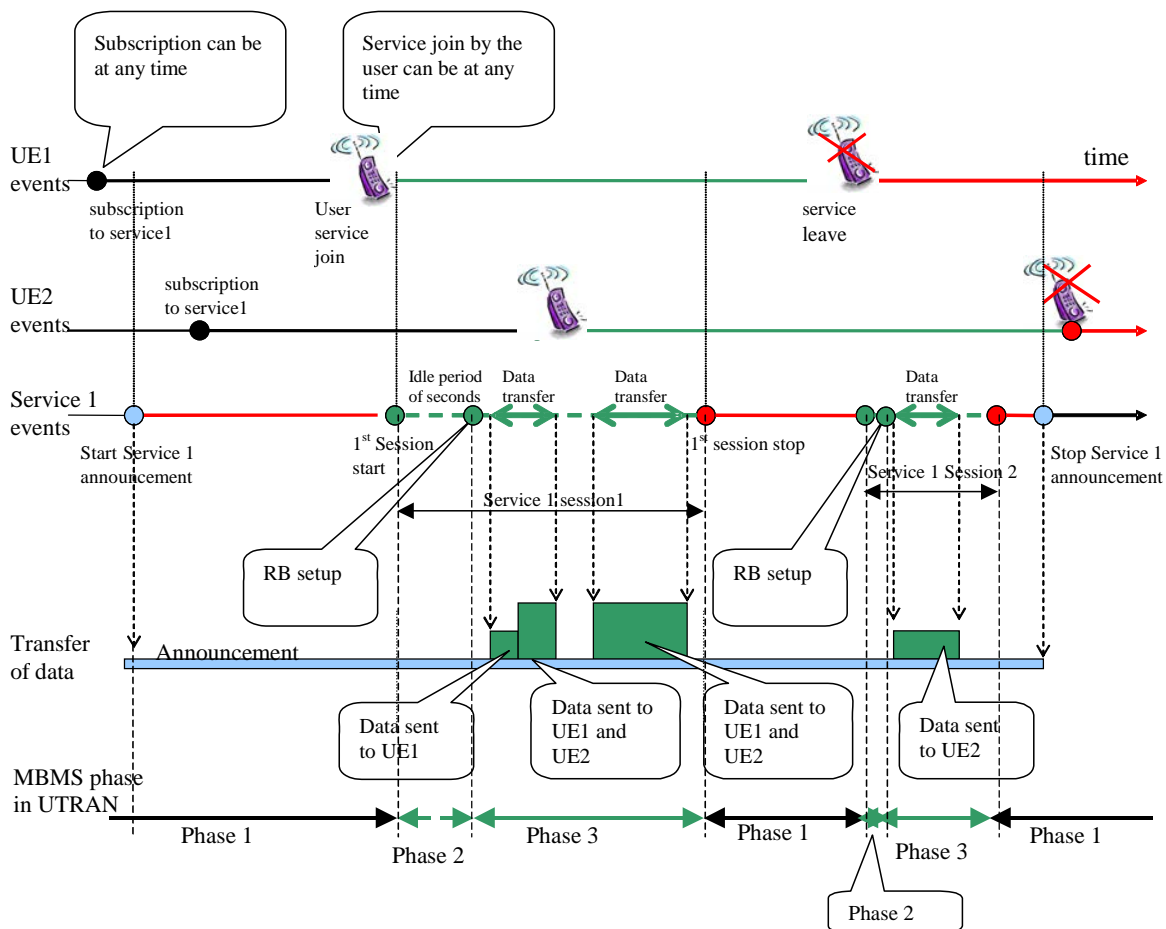 Subscription can be
at any time
Service join by the
user can be at any
time
UE1
events
time
subscription
to service1
User
service
join
service
leave
UE2
events
subscription
to service1
Service 1
events
Idle period
of seconds
Data
transfer
Data
transfer
Data
transfer
Start Service 1
announcement
1st Session
start
1st session stop
Stop Service 1
announcement
Service 1 session1
Service 1 Session 2
RB setup
RB setup
Transfer
of data
Announcement
Data sent
to UE1
Data sent to
UE1 and
UE2
Data sent to
UE1 and
UE2
Data sent
to UE2
MBMS phase
in UTRAN
Phase 1
Phase 2
Phase 3
Phase 1
Phase 3
Phase 1
Phase 2